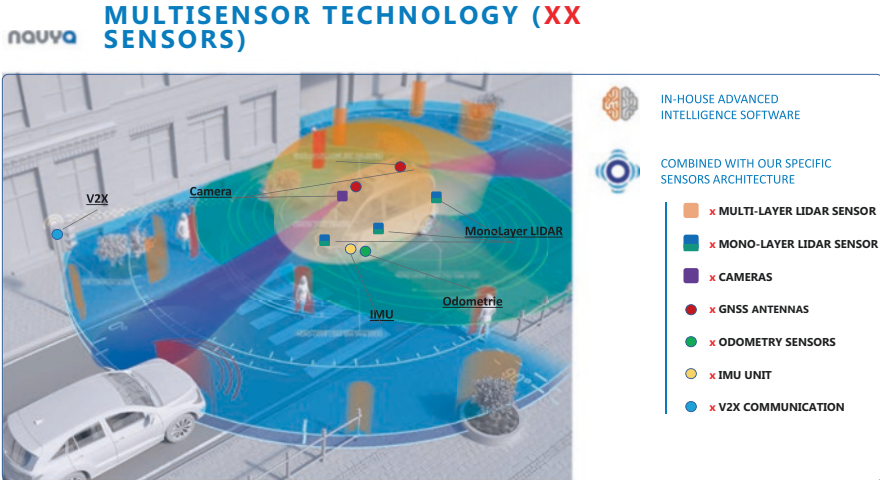 MULTISENSOR TECHNOLOGY (XX
SENSORS)
navya
IN-HOUSE ADVANCED
INTELLIGENCE SOFTWARE
COMBINED WITH OUR SPECIFIC
SENSORS ARCHITECTURE
x MULTI-LAYER LIDAR SENSOR
x MONO-LAYER LIDAR SENSOR
x CAMERAS
x GNSS ANTENNAS
x ODOMETRY SENSORS
x IMU UNIT
x V2X COMMUNICATION
V2X
Camera
MonoLayer LIDAR
Odometrie
IMU
0°